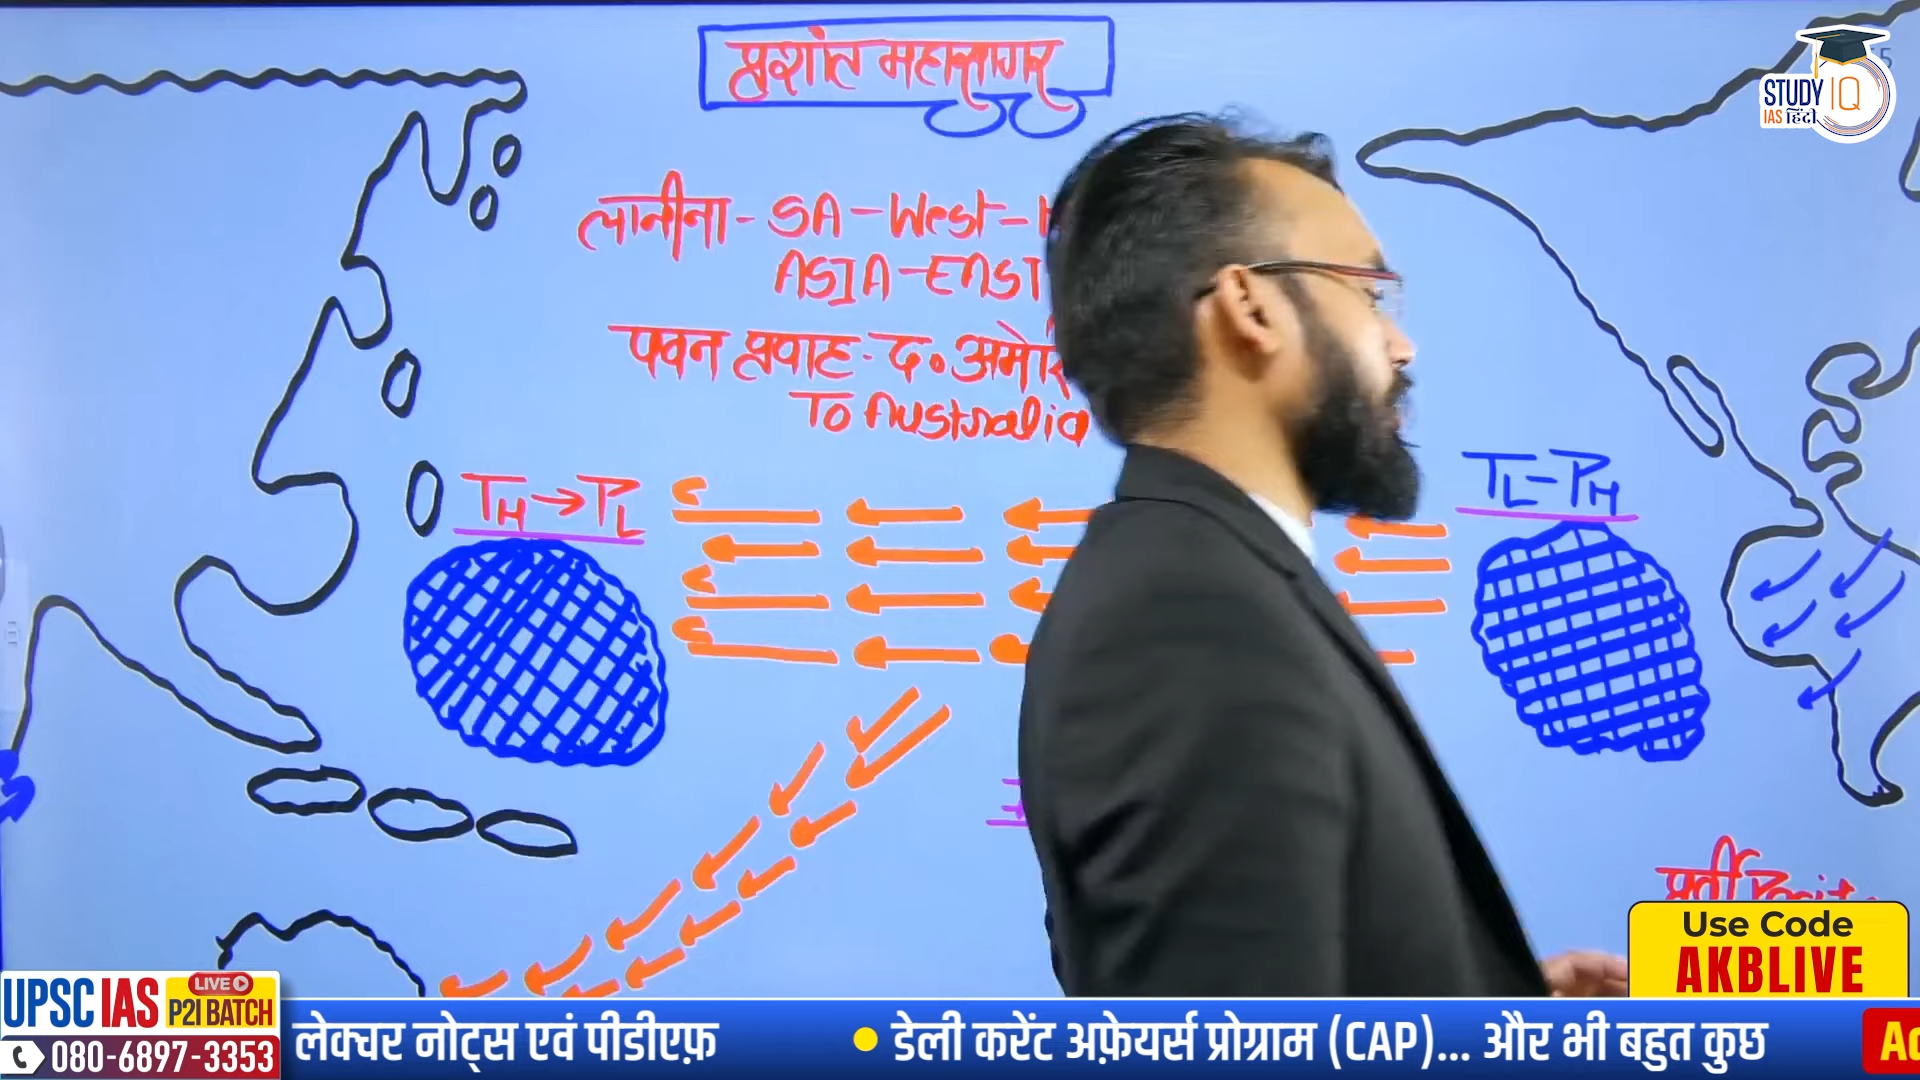 प्रशांत महासागर
STUDY IQ
IAS हिंदी
लानीना - SA - West -
ASIA - EAST
पवन प्रवाह - द. अमेरि
To Australia
TH → PL
TL - PH
पूर्वी
Use Code
AKBLIVE
UPSC IAS
LIVE
P2I BATCH
080-6897-3353
लेक्चर नोट्स एवं पीडीएफ़
• डेली करेंट अफ़ेयर्स प्रोग्राम (CAP)... और भी बहुत कुछ